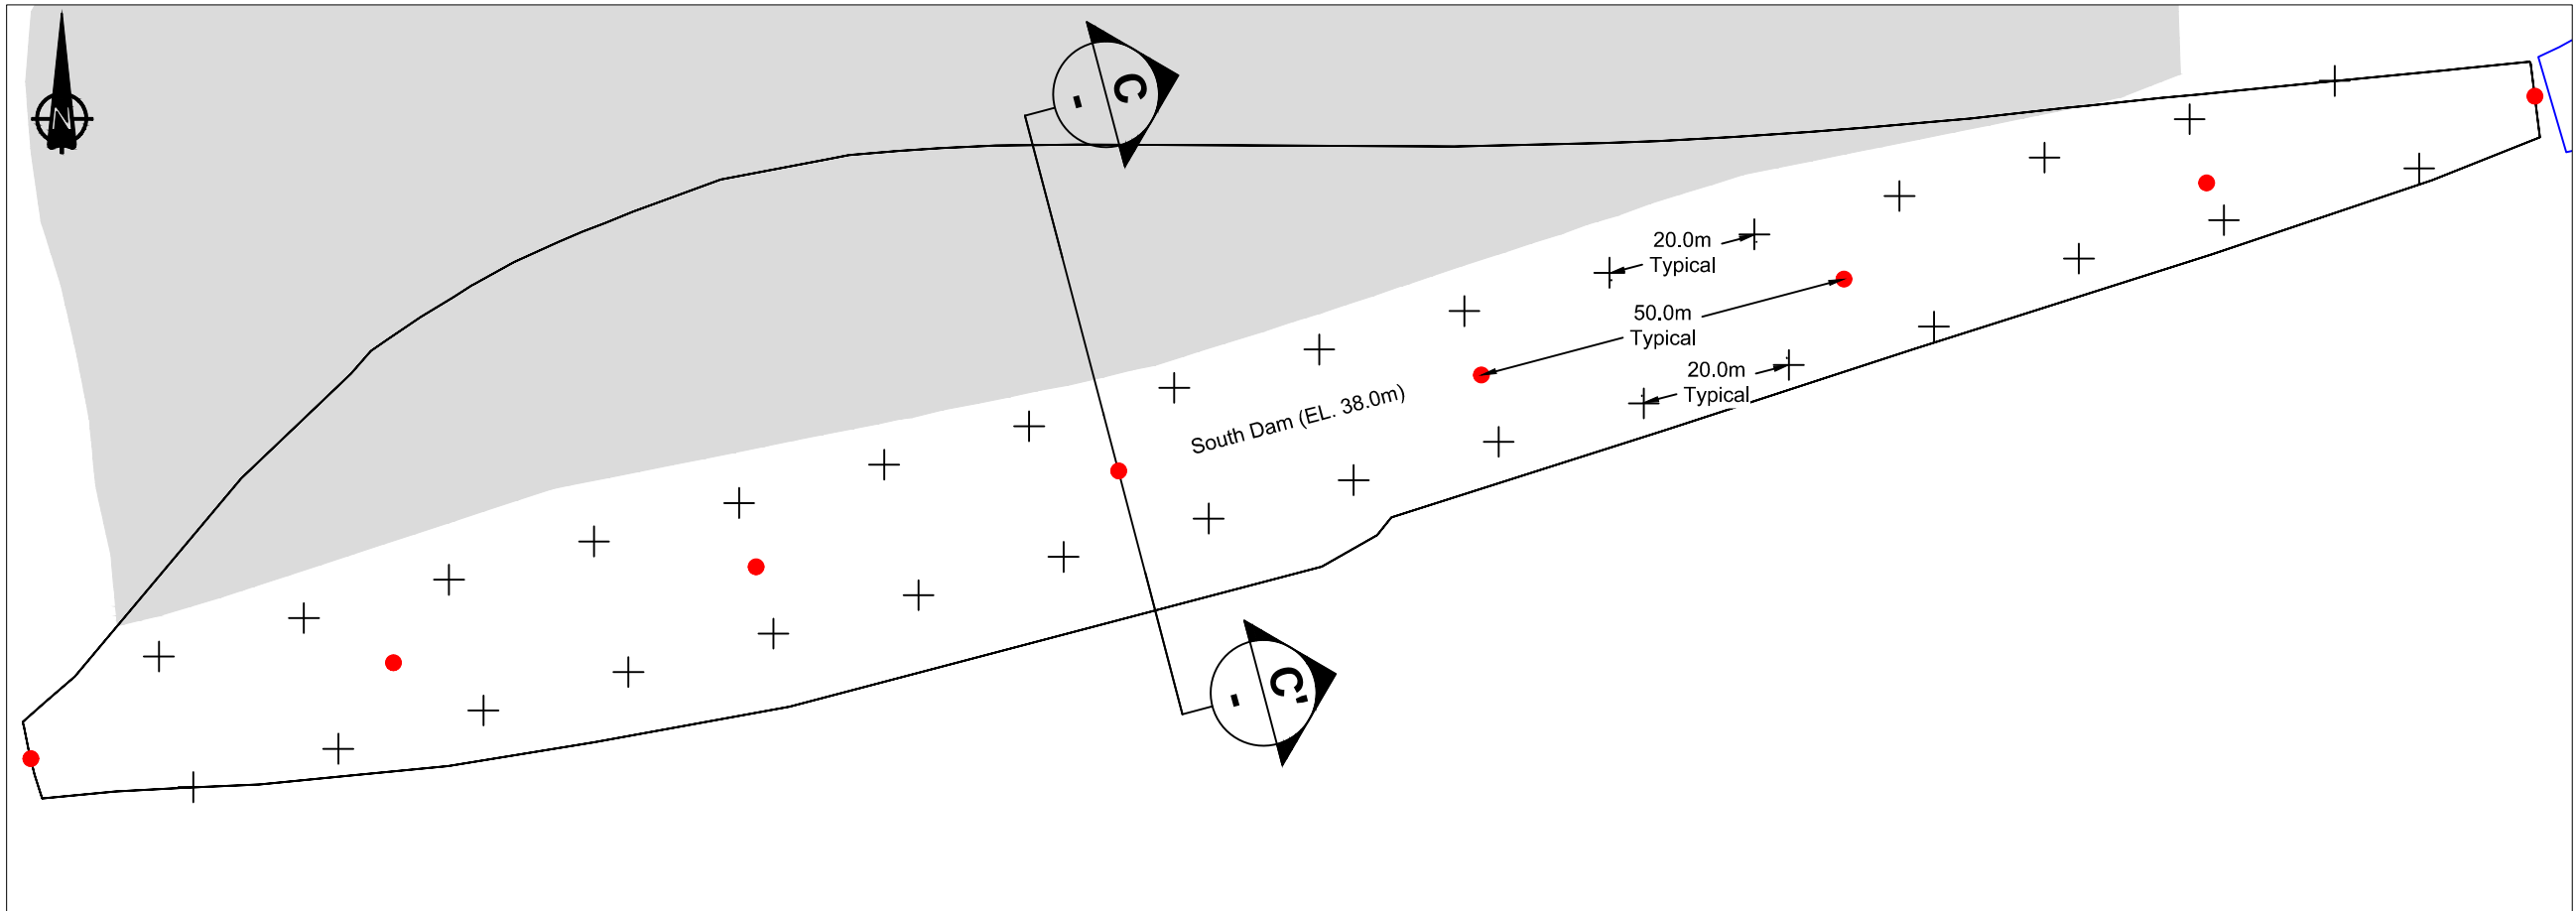 N
C
-
20.0m
Typical
50.0m
Typical
20.0m
Typical
South Dam (EL. 38.0m)
C'
-